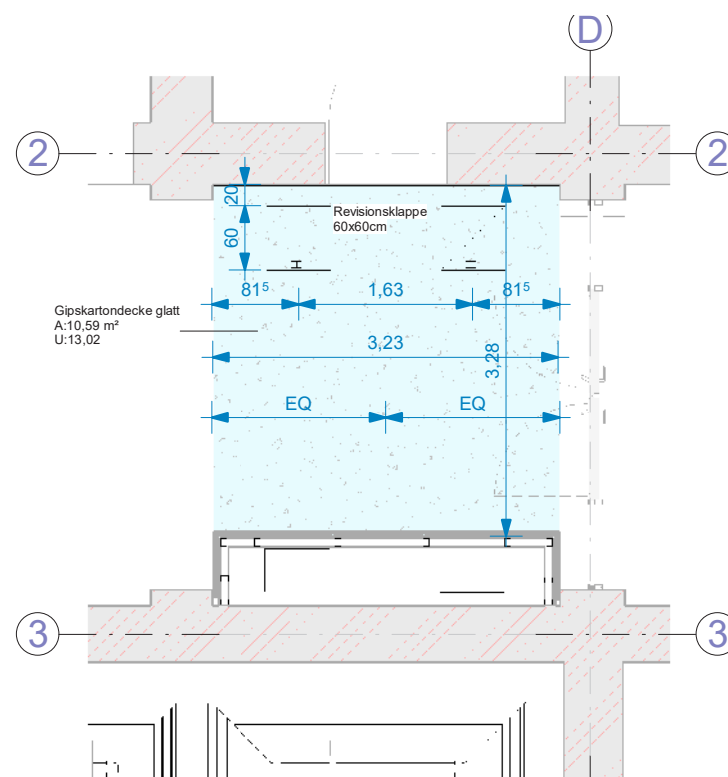 D
2
2
20
Revisionsklappe
60x60cm
60
81⁵
1,63
81⁵
Gipskartondecke glatt
A:10,59 m²
U:13,02
3,23
3,28
EQ
EQ
3
3